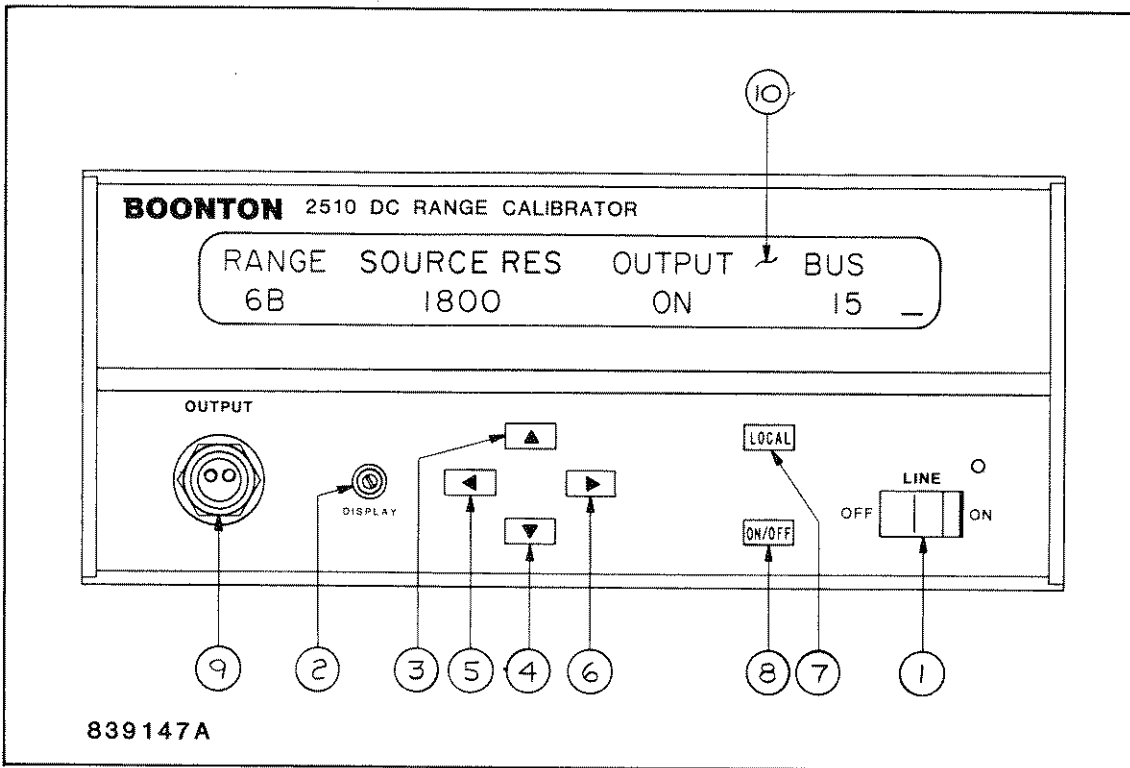 10
BOONTON 2510 DC RANGE CALIBRATOR
RANGE SOURCE RES OUTPUT BUS
6B 1800 ON 15 _
OUTPUT
DISPLAY
LOCAL
ON/OFF
LINE
OFF ON
9 2 3 5 4 6 8 7 1
839147A